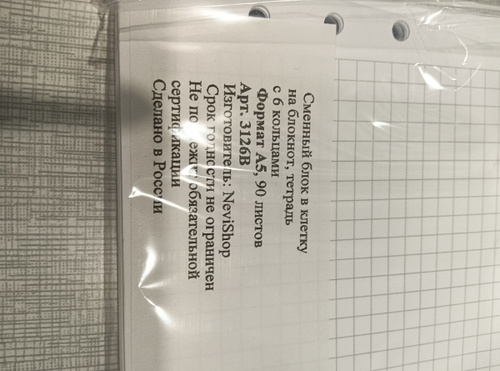 Сменный блок в клетку
на блокнот, тетрадь
с 6 кольцами
Формат А5, 90 листов
Арт. 3126В
Изготовитель: NeviShop
Срок годности не ограничен
Не подлежит обязательной
сертификации
Сделано в России